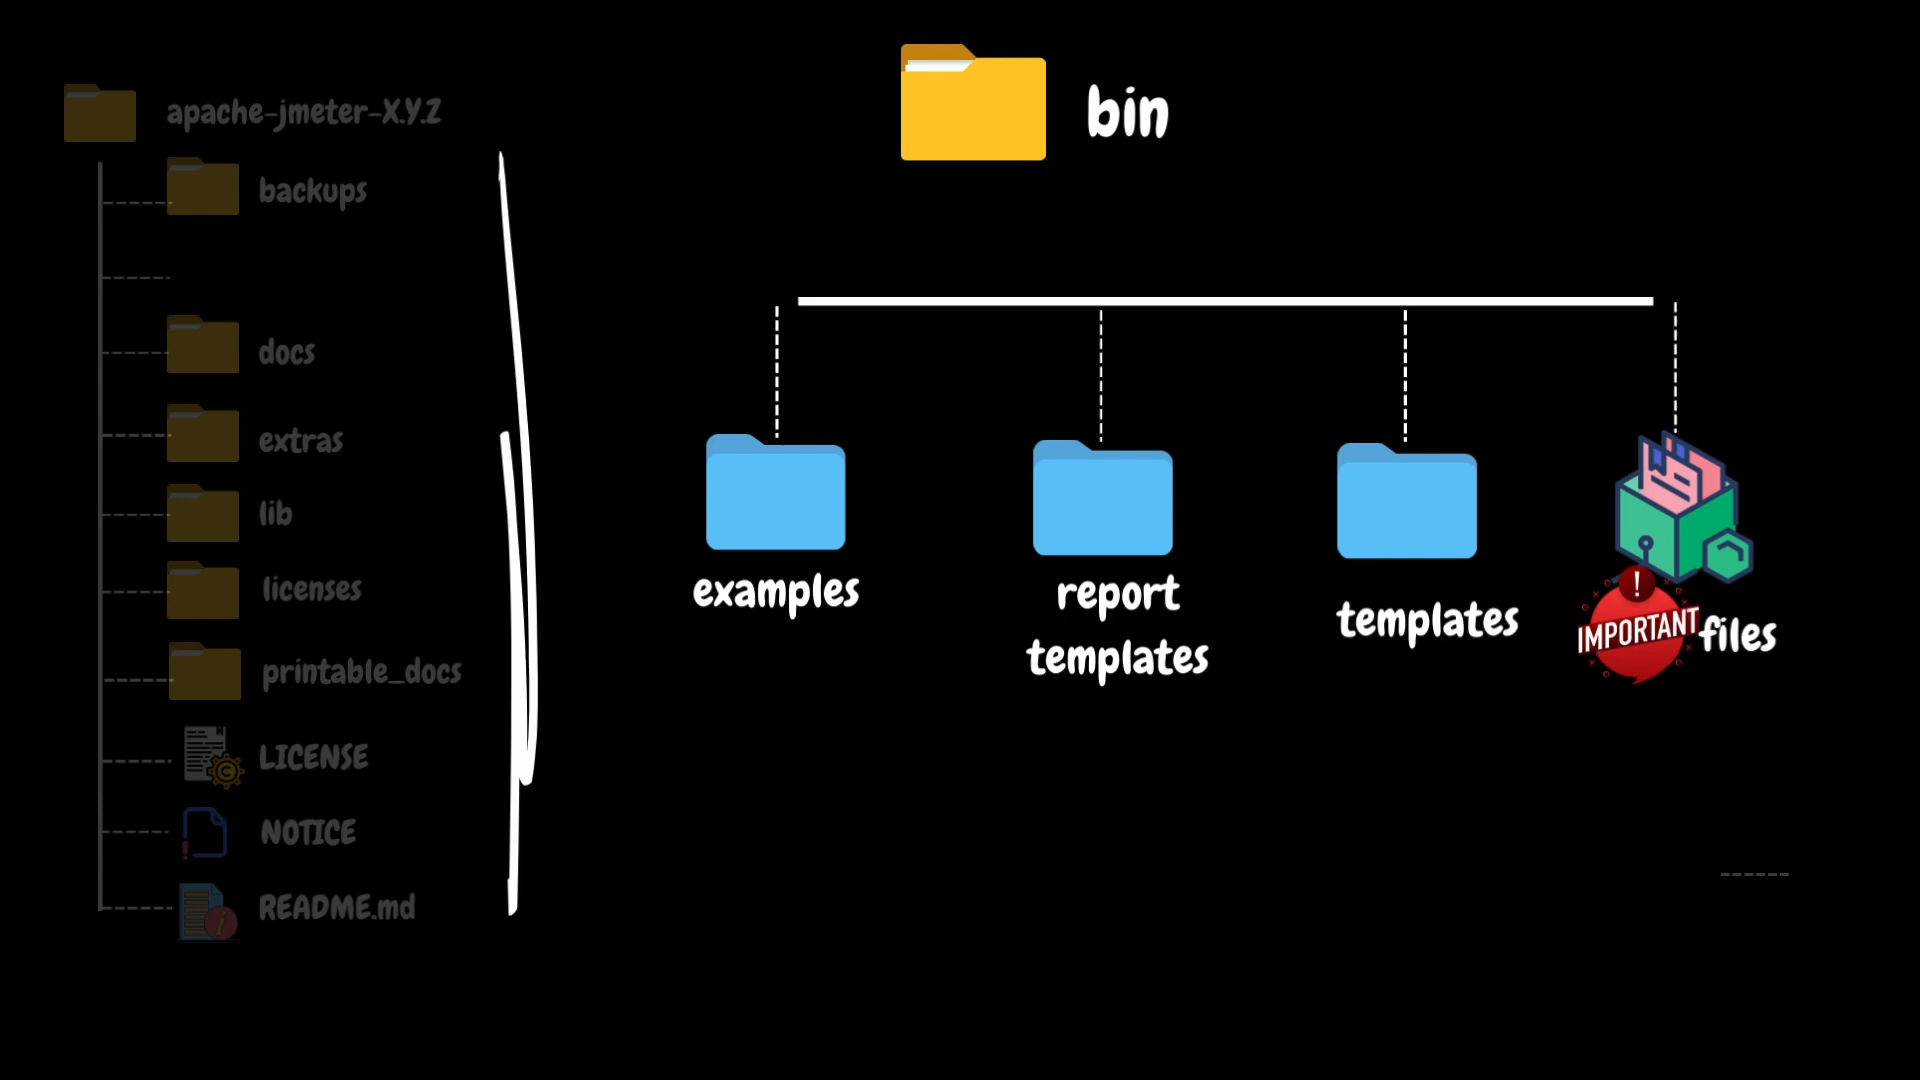 apache-jmeter-X.Y.Z
backups
docs
extras
lib
licenses
printable_docs
LICENSE
NOTICE
README.md
bin
examples
report
templates
templates
!
IMPORTANT
files